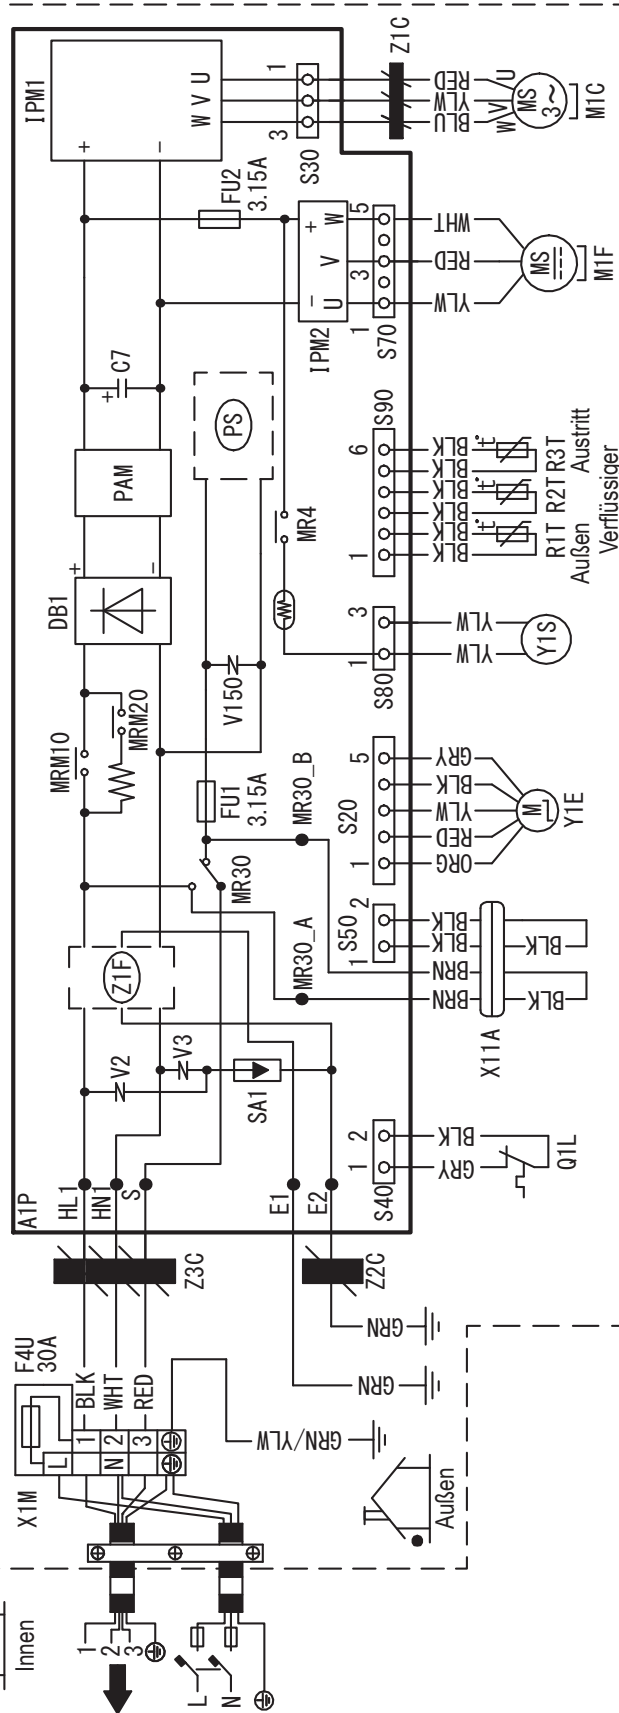 IPM1
U
V
W
+
−
1
3
S30
Z1C
RED
YLW
BLU
U
V
W
MS
3~
M1C
FU2
3.15A
+
−
W
V
U
IPM2
5
3
1
S70
WHT
RED
YLW
MS
M1F
+
C7
PS
PAM
MR4
S90
6
1
BLK
BLK
BLK
BLK
BLK
BLK
t
t
t
R1T R2T R3T
Außen
Austritt
Verflüssiger
DB1
+
−
V150
3
1
S80
YLW
YLW
Y1S
MRM10
MRM20
FU1
3.15A
MR30_B
MR30
S20
5
1
GRY
BLK
YLW
RED
ORG
M
Y1E
MR30_A
S50
2
1
BLK
BLK
BRN
BRN
BLK
BLK
X11A
Z1F
V2
V3
SA1
A1P
HL1
HN1
S
E1
E2
S40
2
1
BLK
GRY
Q1L
Z3C
Z2C
GRN
GRN
GRN/YLW
F4U
30A
BLK
WHT
RED
X1M
L
N
1
2
3
Außen
Innen
1
2
3
L
N